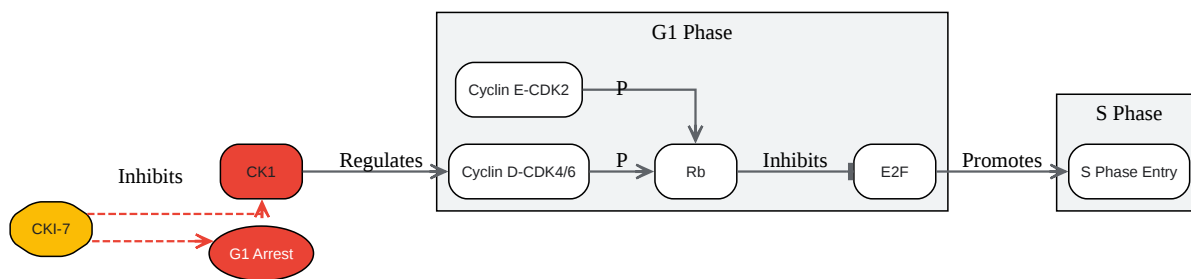 G1 Phase
Cyclin E-CDK2
P
S Phase
CK1
Regulates
Cyclin D-CDK4/6
P
Rb
Inhibits
E2F
Promotes
S Phase Entry
Inhibits
CKI-7
G1 Arrest